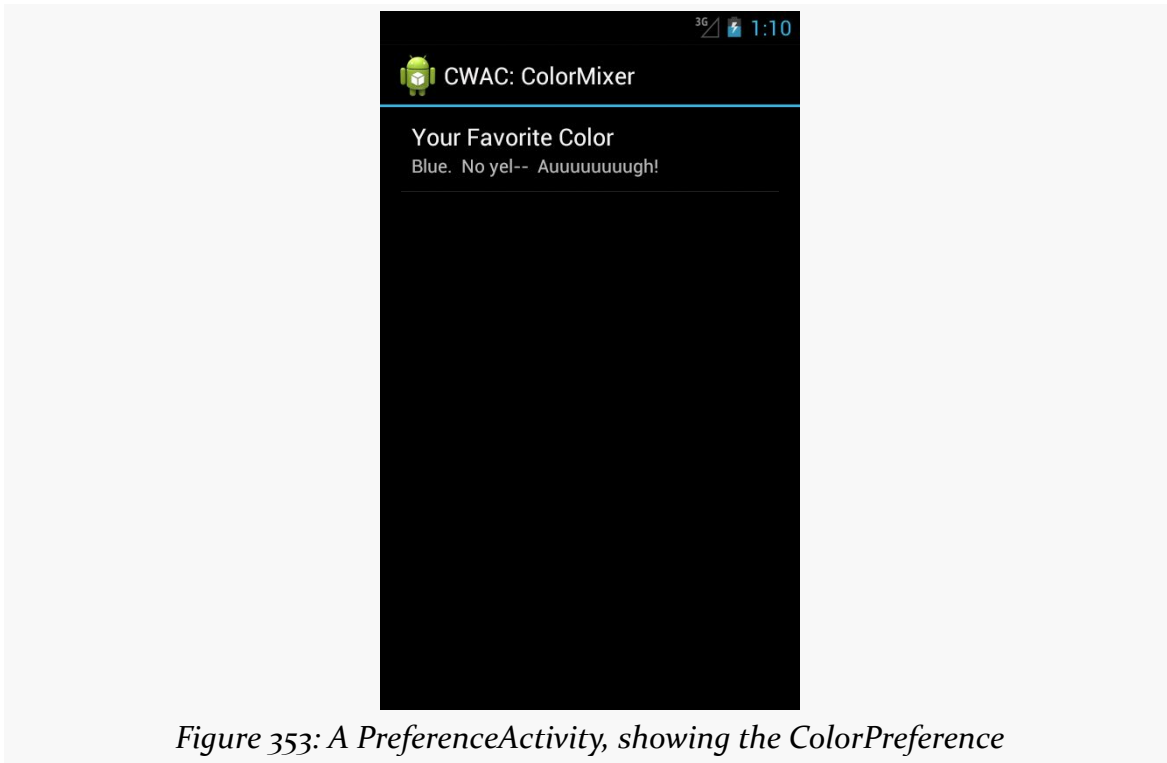 3G 1:10
CWAC: ColorMixer
Your Favorite Color
Blue.  No yel--  Auuuuuuuugh!
Figure 353: A PreferenceActivity, showing the ColorPreference